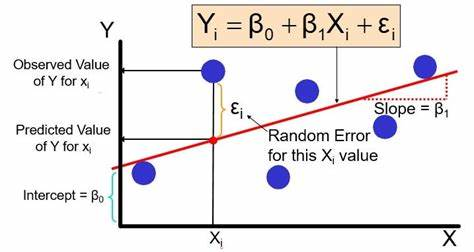 Y
Yᵢ = β₀ + β₁Xᵢ + εᵢ
Observed Value
of Y for xᵢ
εᵢ
Slope = β₁
Predicted Value
of Y for xᵢ
Random Error
for this Xᵢ value
Intercept = β₀
Xᵢ
X